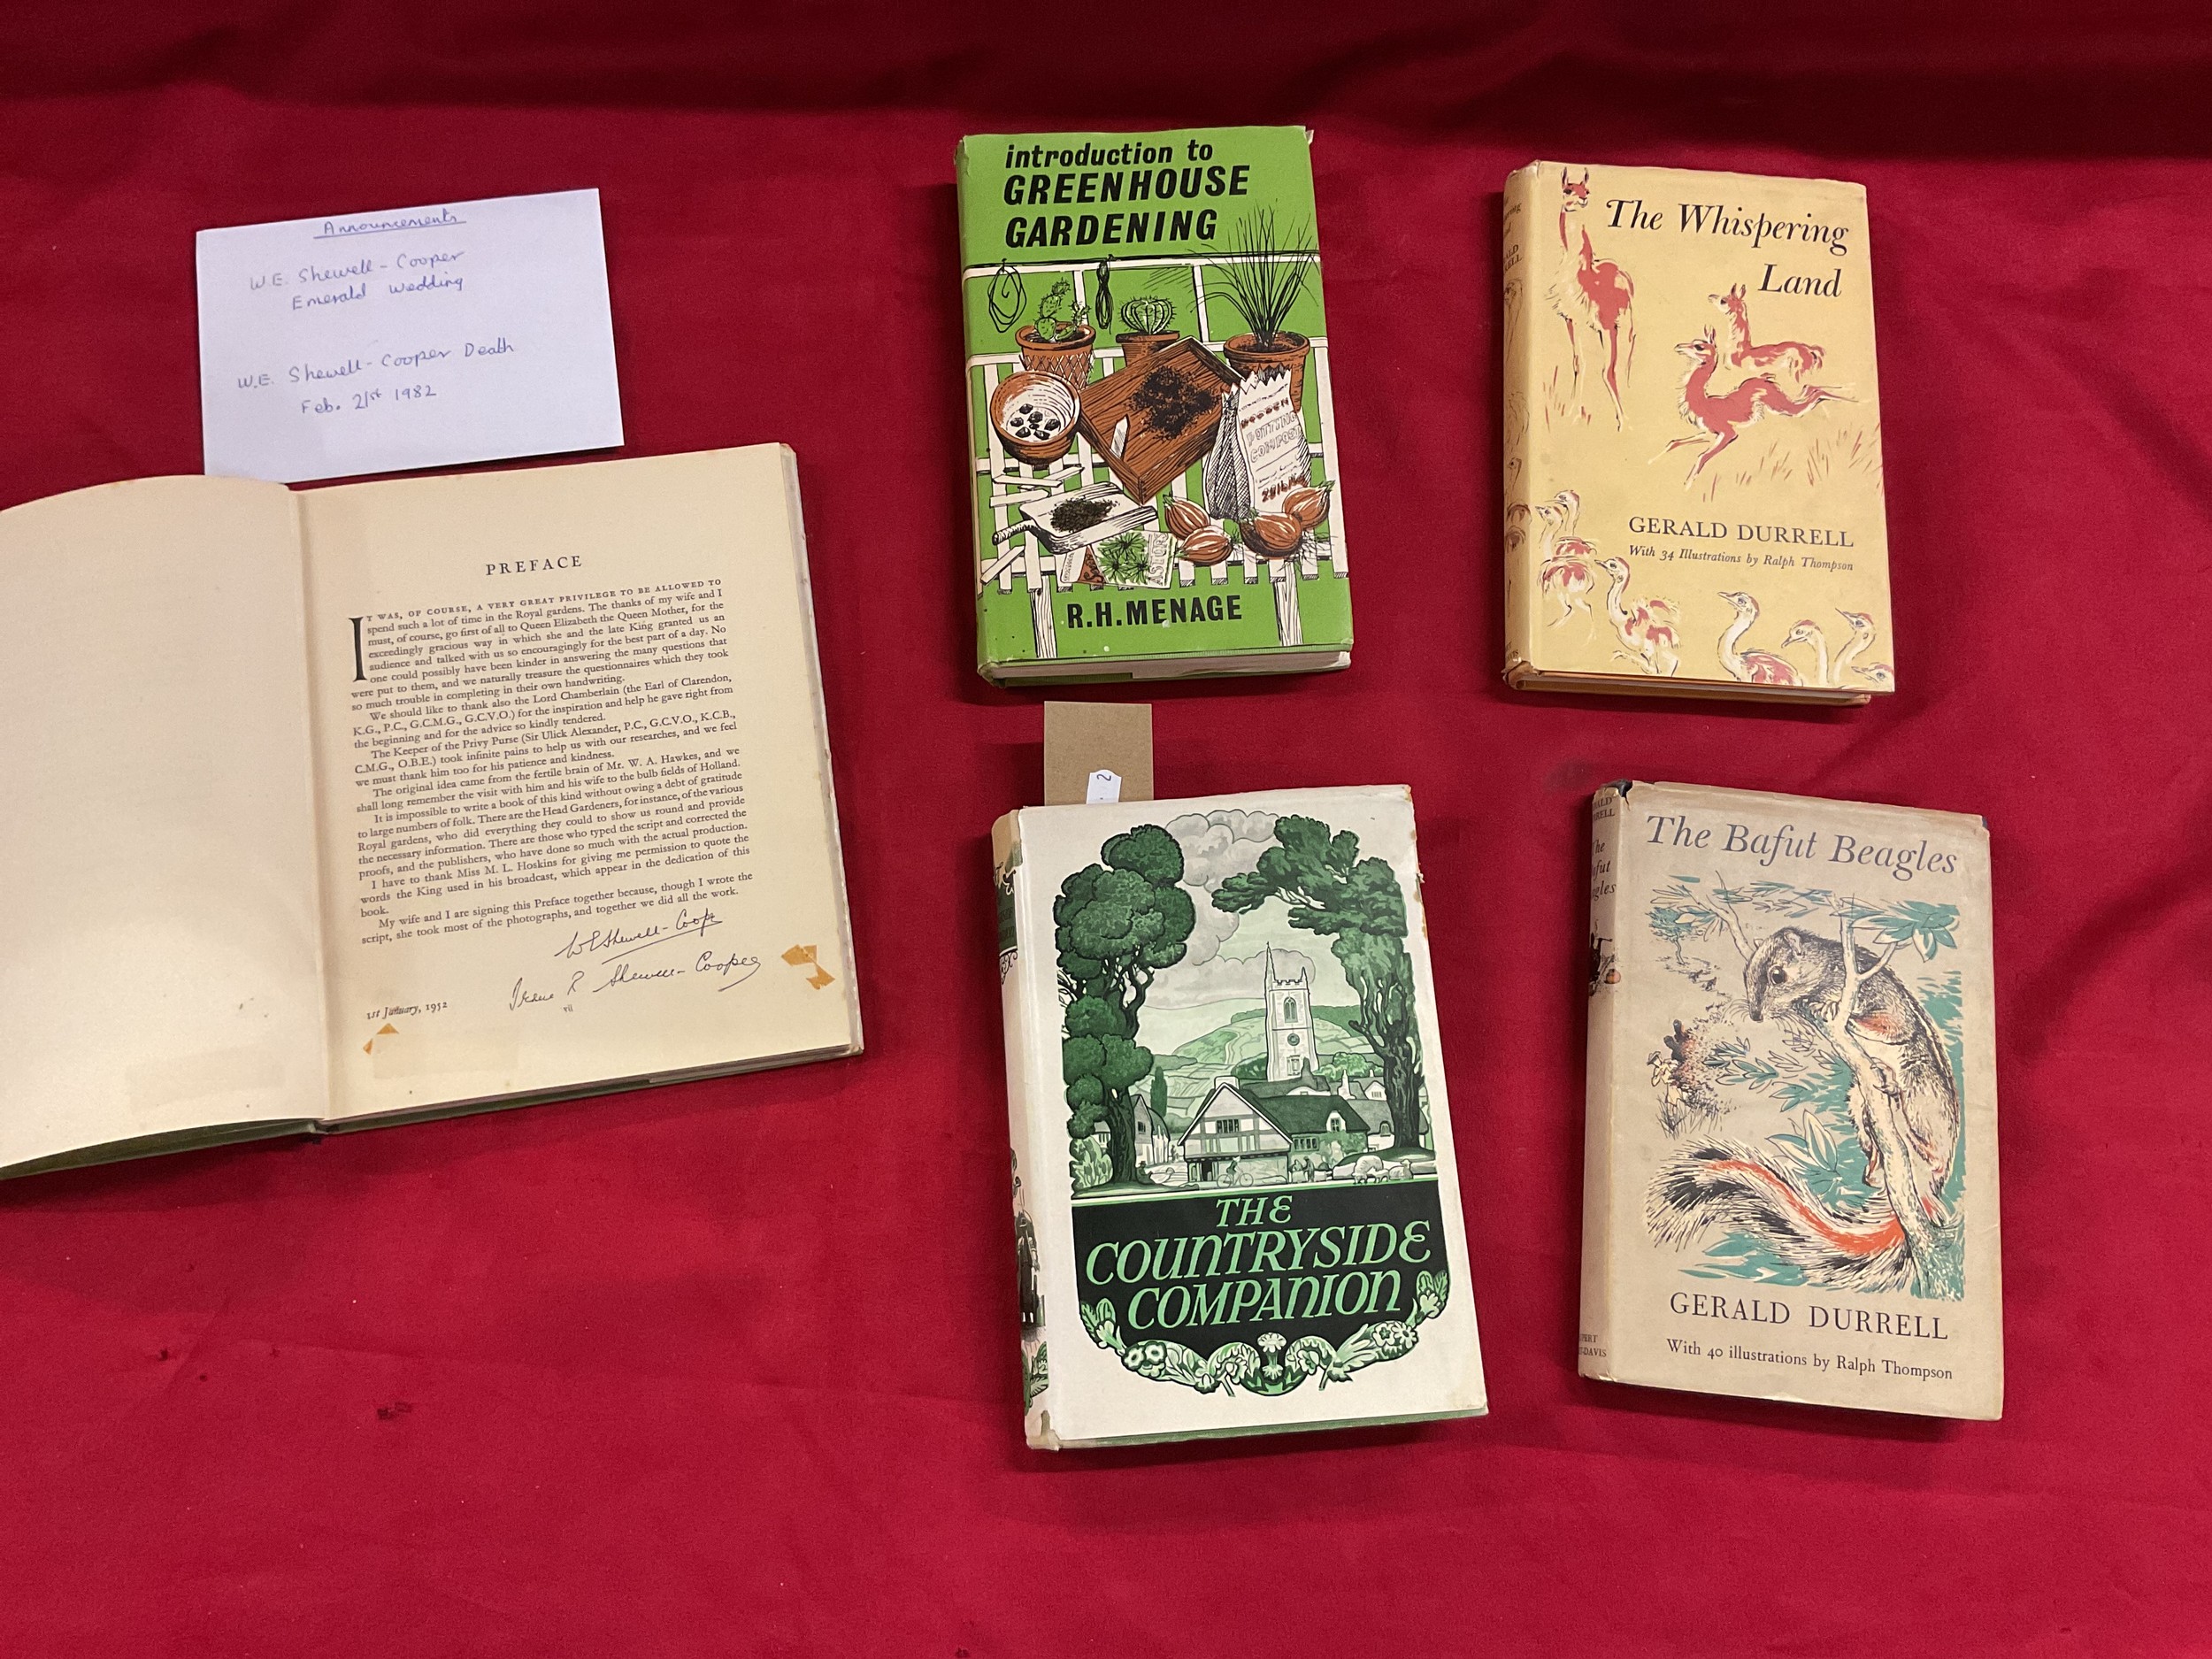 Announcements
W.E. Shewell-Cooper
Emerald Wedding
W.E. Shewell-Cooper Death
Feb. 21st 1982
PREFACE
IT WAS, OF COURSE, A VERY GREAT PRIVILEGE TO BE ALLOWED TO
spend such a lot of time in the Royal gardens. The thanks of my wife and I
must, of course, go first of all to Queen Elizabeth the Queen Mother, for the
exceedingly gracious way in which she and the late King granted us an
audience and talked with us so encouragingly for the best part of a day. No
one could possibly have been kinder in answering the many questions that
were put to them, and we naturally treasure the questionnaires which they took
so much trouble in completing in their own handwriting.
We should like to thank also the Lord Chamberlain (the Earl of Clarendon,
K.G., P.C., G.C.M.G., G.C.V.O.) for the inspiration and help he gave right from
the beginning and for the advice so kindly tendered.
The Keeper of the Privy Purse (Sir Ulick Alexander, P.C., G.C.V.O., K.C.B.,
C.M.G., O.B.E.) took infinite pains to help us with our researches, and we feel
we must thank him too for his patience and kindness.
The original idea came from the fertile brain of Mr. W. A. Hawkes, and we
shall long remember the visit with him and his wife to the bulb fields of Holland.
It is impossible to write a book of this kind without owing a debt of gratitude
to large numbers of folk. There are the Head Gardeners, for instance, of the various
Royal gardens, who did everything they could to show us round and provide
the necessary information. There are those who typed the script and corrected the
proofs, and the publishers, who have done so much with the actual production.
I have to thank Miss M. L. Hoskins for giving me permission to quote the
words the King used in his broadcast, which appear in the dedication of this
book.
My wife and I are signing this Preface together because, though I wrote the
script, she took most of the photographs, and together we did all the work.
W E Shewell-Cooper
Irene R Shewell-Cooper
1st January, 1952
vii
introduction to
GREENHOUSE
GARDENING
POTTING
COMPOST
28lb
ASTORS
R.H.MENAGE
The Whispering
Land
GERALD DURRELL
With 34 Illustrations by Ralph Thompson
2
THE
COUNTRYSIDE
COMPANION
The Bafut Beagles
GERALD DURRELL
With 40 illustrations by Ralph Thompson